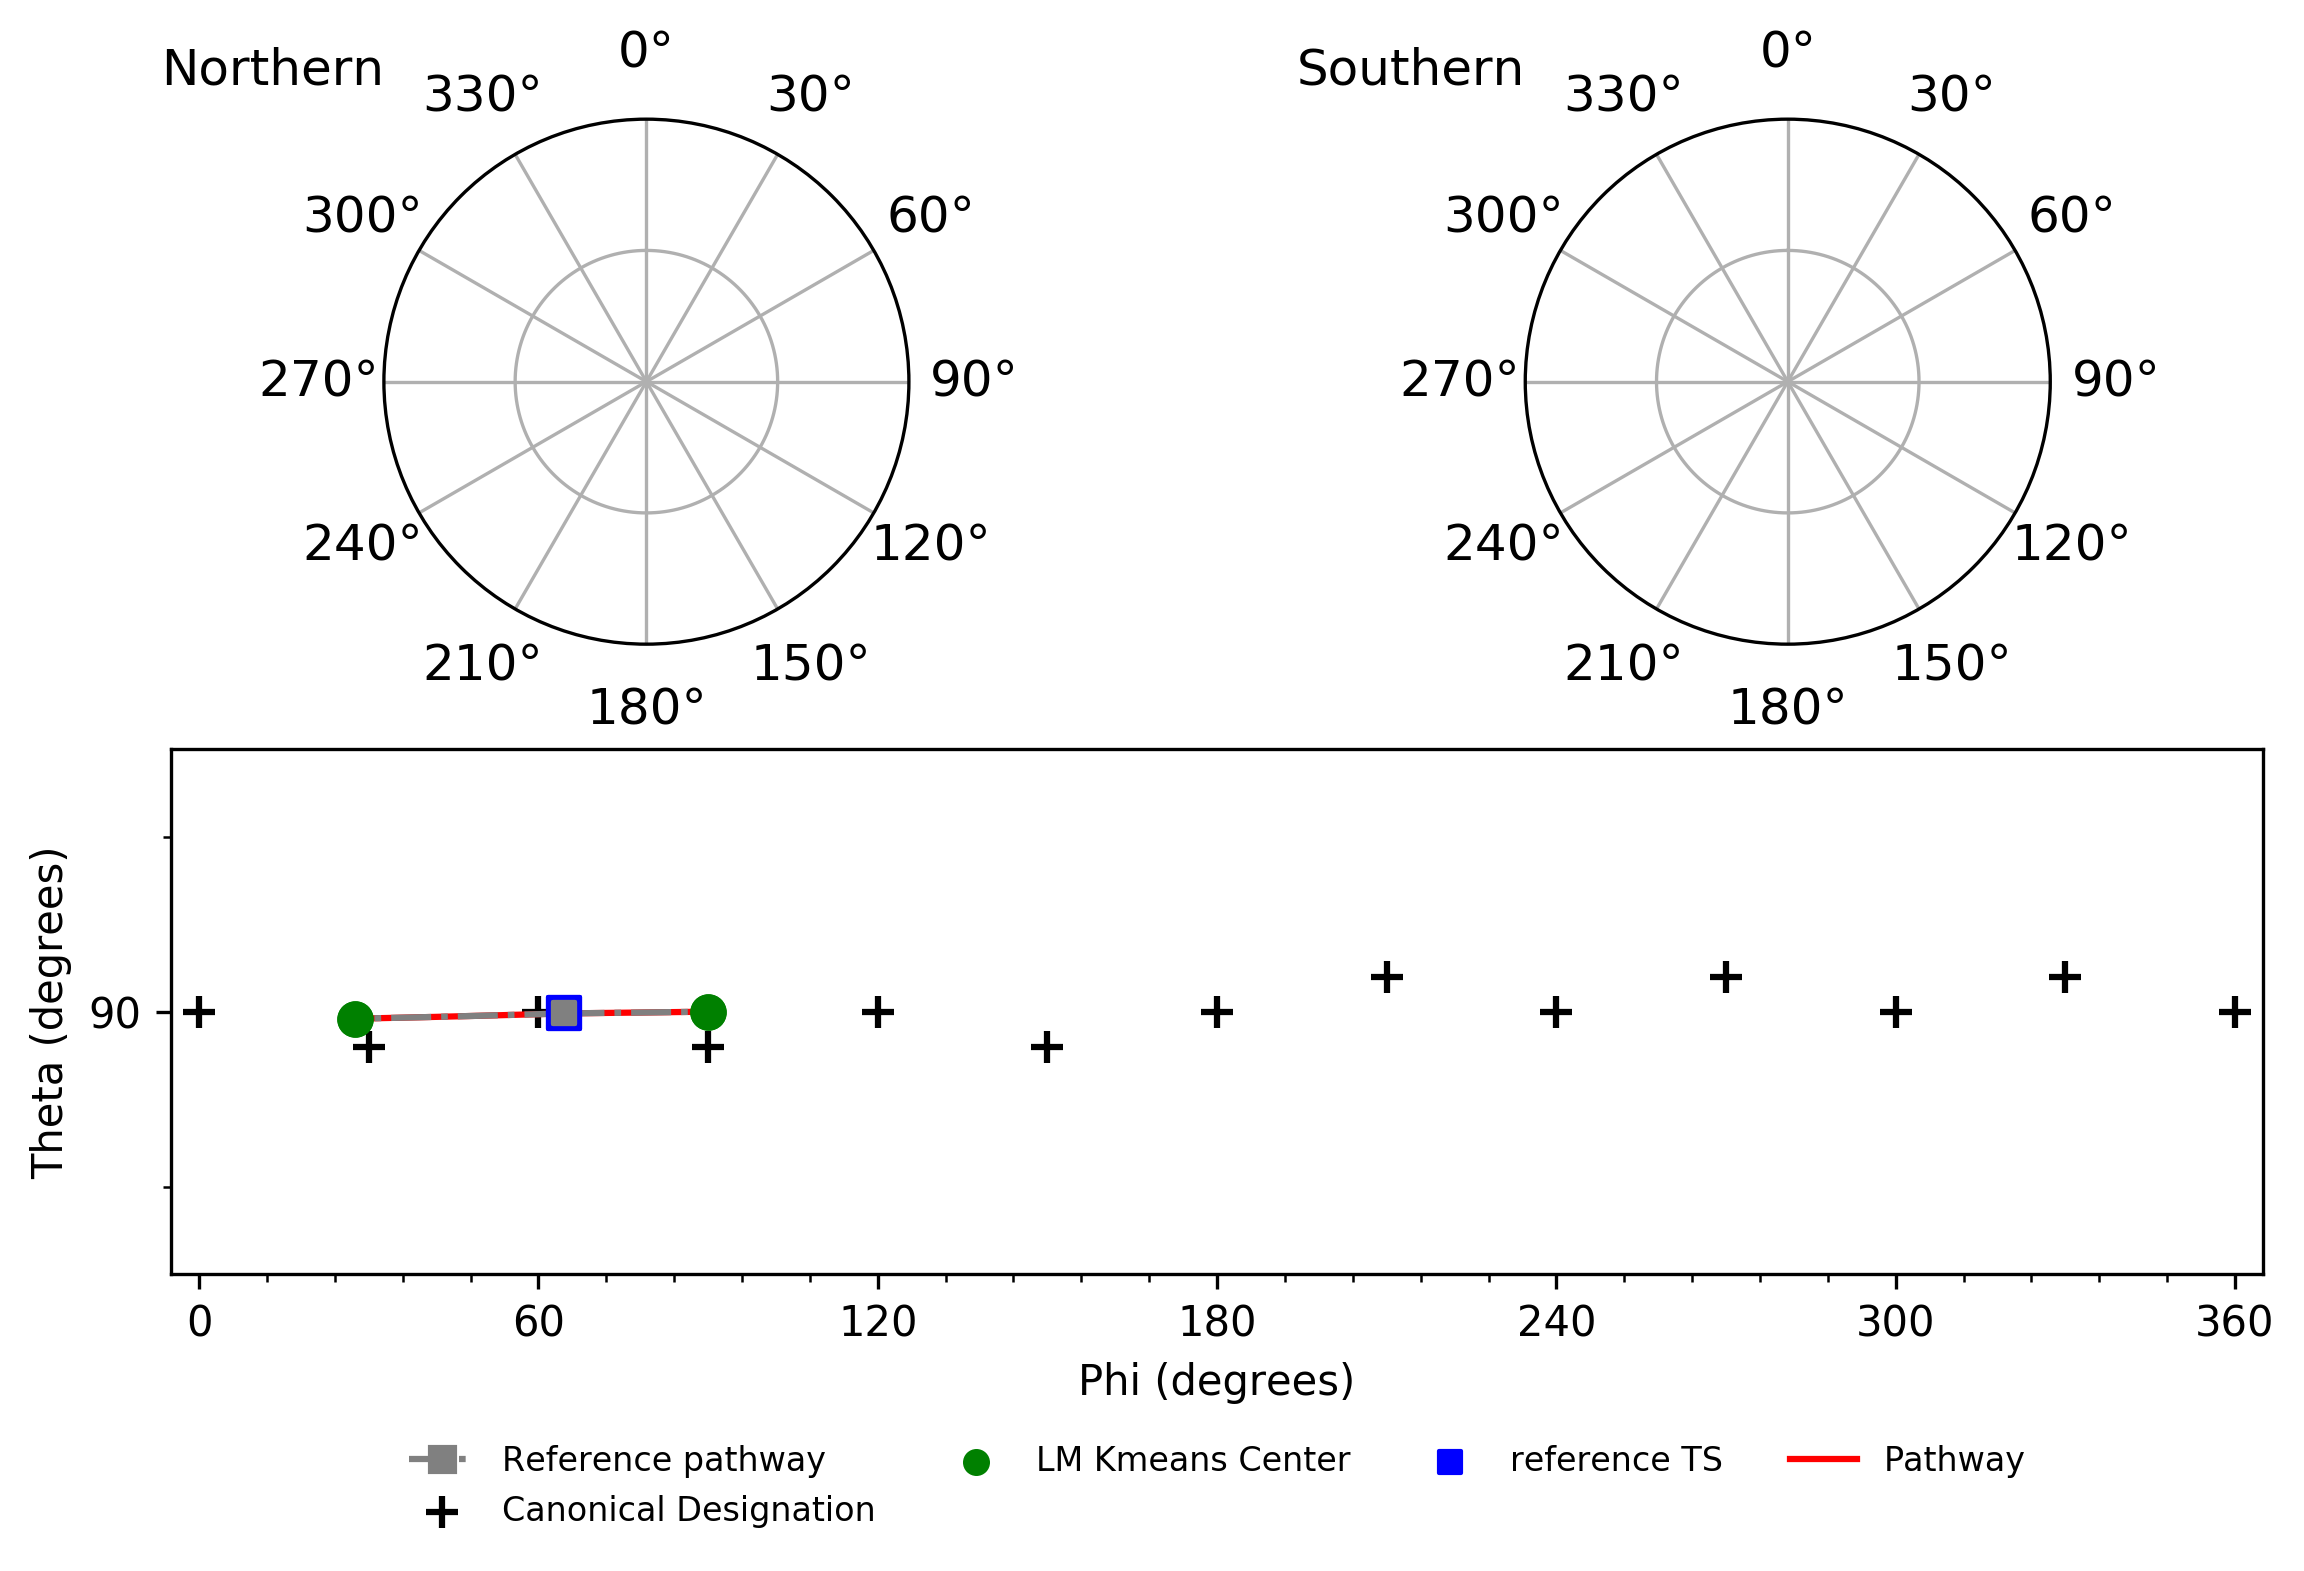 Northern
0°
30°
60°
90°
120°
150°
180°
210°
240°
270°
300°
330°
Southern
0°
30°
60°
90°
120°
150°
180°
210°
240°
270°
300°
330°
Theta (degrees)
90
0 60 120 180 240 300 360
Phi (degrees)
Reference pathway
Canonical Designation
LM Kmeans Center
reference TS
Pathway